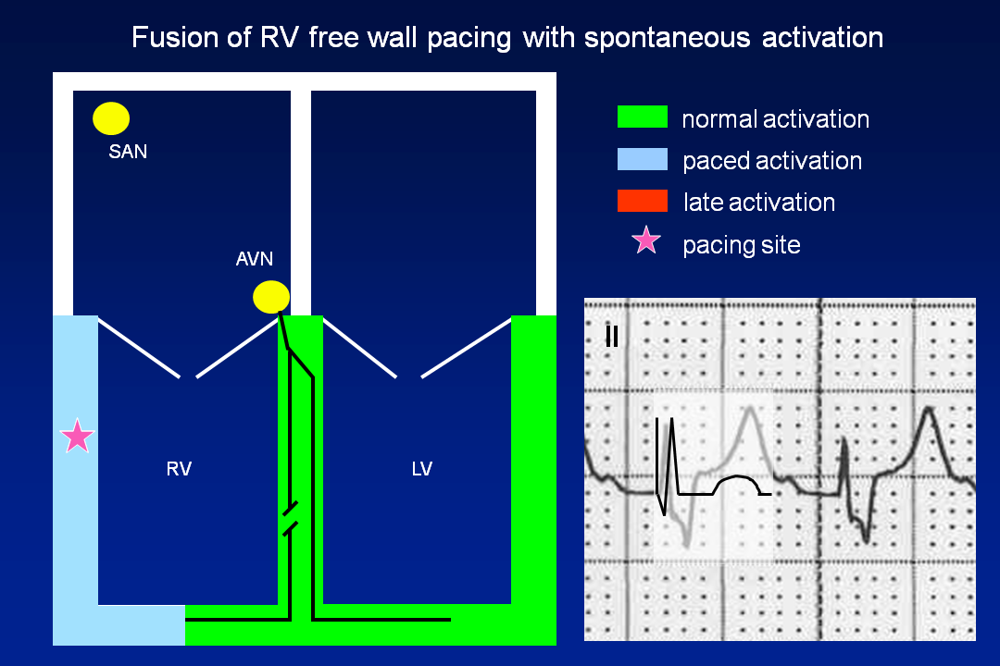 Fusion of RV free wall pacing with spontaneous activation
SAN
AVN
RV
LV
normal activation
paced activation
late activation
pacing site
II